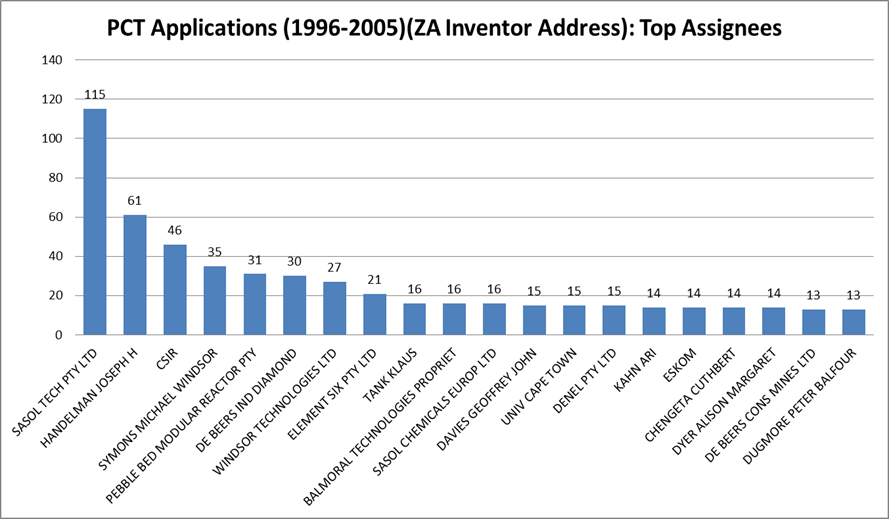 PCT Applications (1996-2005)(ZA Inventor Address): Top Assignees
140
120
100
80
60
40
20
0
115
61
46
35
31
30
27
21
16
16
16
15
15
15
14
14
14
14
13
13
SASOL TECH PTY LTD
HANDELMAN JOSEPH H
CSIR
SYMONS MICHAEL WINDSOR
PEBBLE BED MODULAR REACTOR PTY
DE BEERS IND DIAMOND
WINDSOR TECHNOLOGIES LTD
ELEMENT SIX PTY LTD
TANK KLAUS
BALMORAL TECHNOLOGIES PROPRIET
SASOL CHEMICALS EUROP LTD
DAVIES GEOFFREY JOHN
UNIV CAPE TOWN
DENEL PTY LTD
KAHN ARI
ESKOM
CHENGETA CUTHBERT
DYER ALISON MARGARET
DE BEERS CONS MINES LTD
DUGMORE PETER BALFOUR